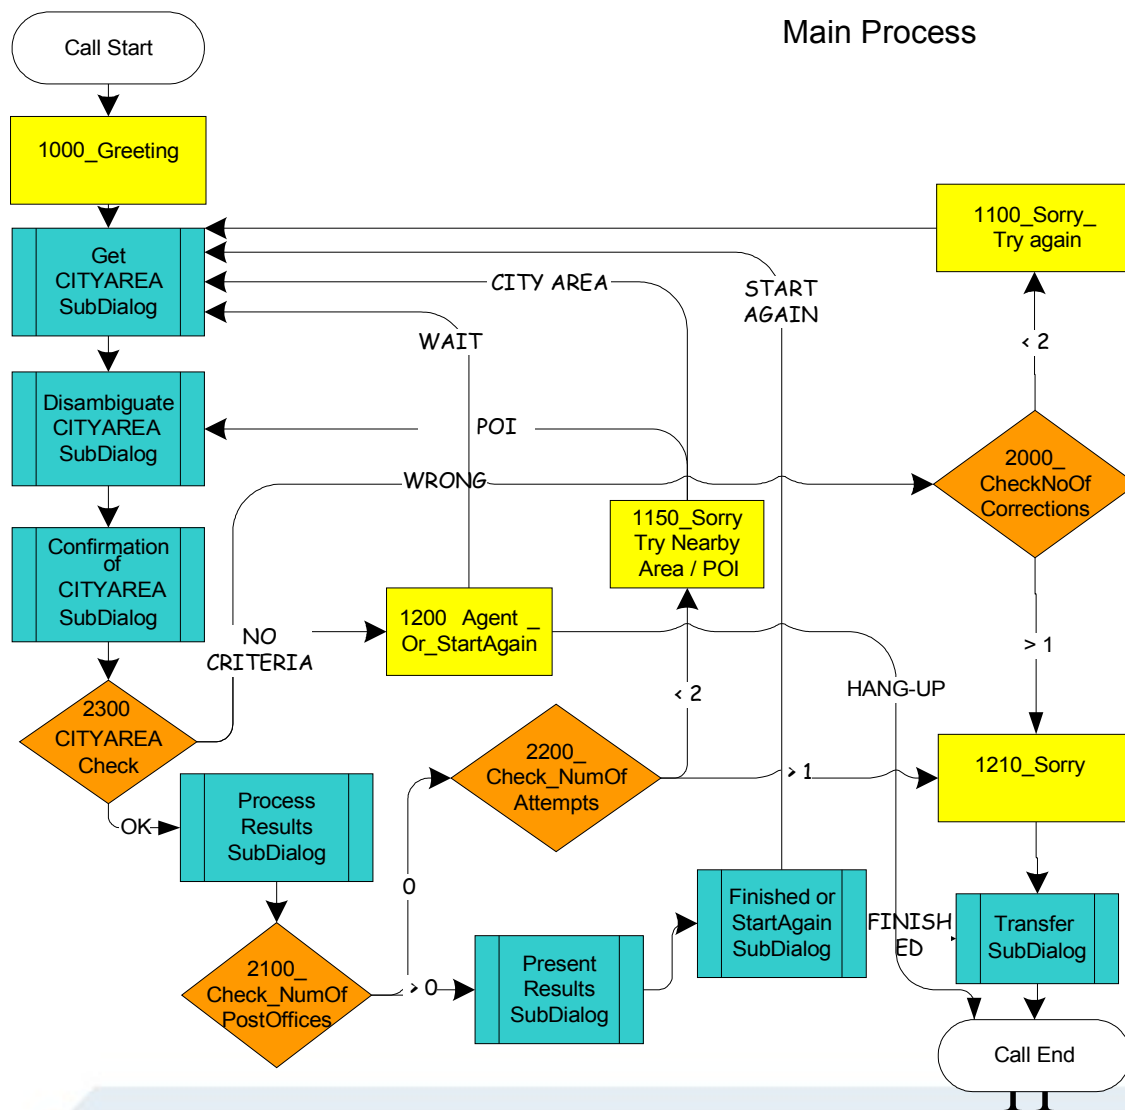 Main Process
Call Start
1000_Greeting
1100_Sorry_
Try again
Get
CITYAREA
SubDialog
CITY AREA
START
AGAIN
WAIT
< 2
Disambiguate
CITYAREA
SubDialog
POI
WRONG
2000_
CheckNoOf
Corrections
1150_Sorry
Try Nearby
Area / POI
Confirmation
of
CITYAREA
SubDialog
NO
CRITERIA
1200 Agent _
Or_StartAgain
> 1
HANG-UP
< 2
2300
CITYAREA
Check
2200_
Check_NumOf
Attempts
> 1
1210_Sorry
OK
Process
Results
SubDialog
0
Finished or
StartAgain
SubDialog
FINISH
ED
Transfer
SubDialog
2100_
Check_NumOf
PostOffices
> 0
Present
Results
SubDialog
Call End